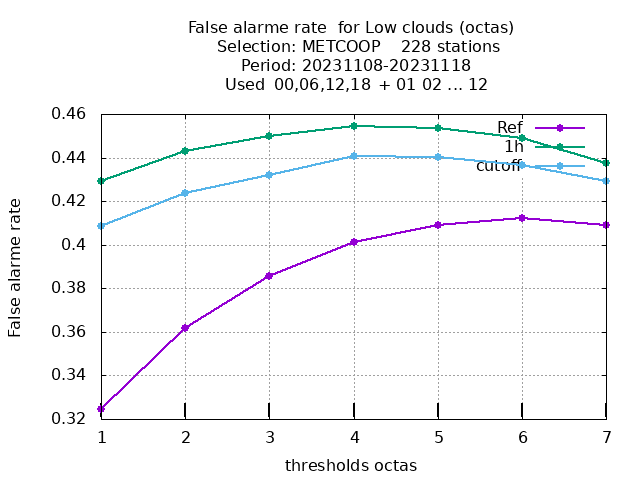 False alarme rate  for Low clouds (octas)
Selection: METCOOP    228 stations
Period: 20231108-20231118
Used  00,06,12,18 + 01 02 ... 12
0.46
0.44
0.42
0.4
0.38
0.36
0.34
0.32
False alarme rate
Ref
1h
cutoff
1 2 3 4 5 6 7
thresholds octas